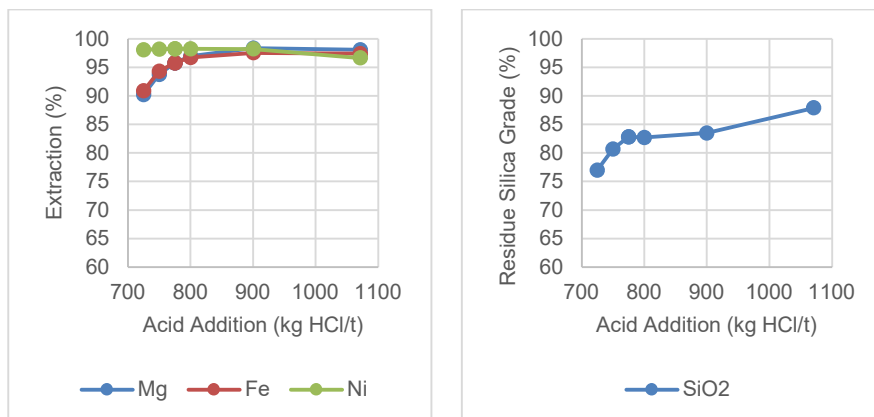 Extraction (%)
100
95
90
85
80
75
70
65
60
700 800 900 1000 1100
Acid Addition (kg HCl/t)
Mg Fe Ni
Residue Silica Grade (%)
100
95
90
85
80
75
70
65
60
700 800 900 1000 1100
Acid Addition (kg HCl/t)
SiO2